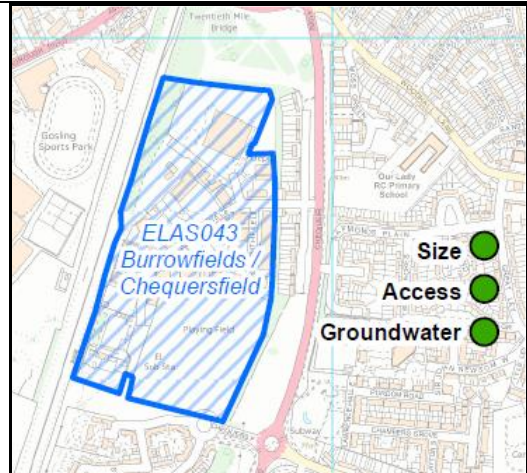 Twentieth Mile
Bridge
Gosling
Sports Park
Our Lady
RC Primary
School
ELAS043
Burrowfields /
Chequersfield
Size
Access
Groundwater
Playing Field
El
Sub Sta
Subway